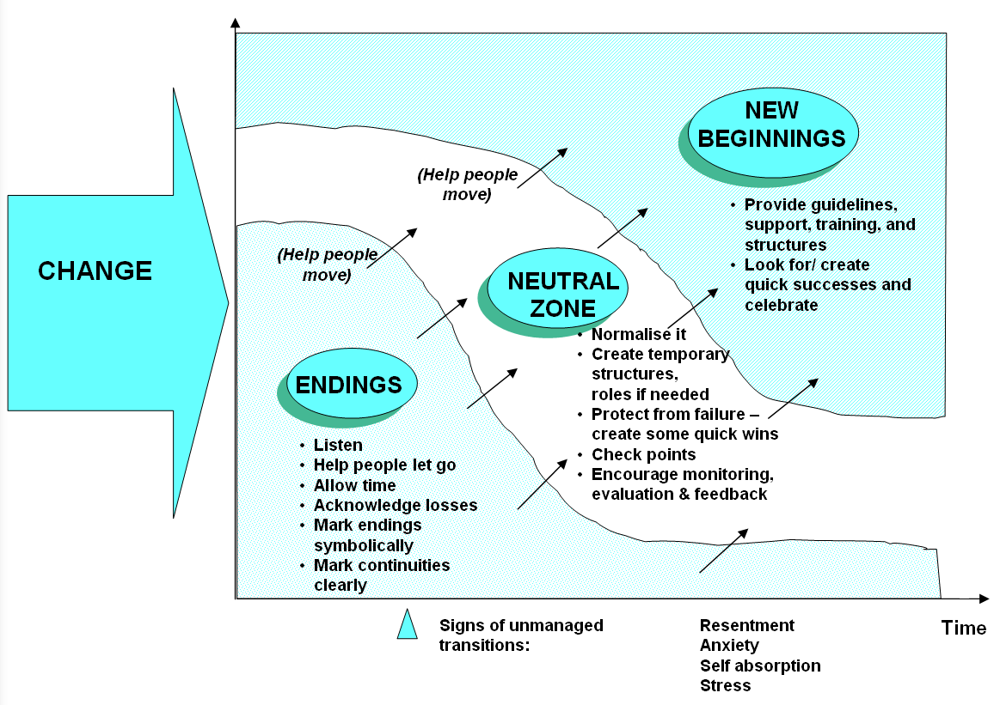 CHANGE
NEW
BEGINNINGS
• Provide guidelines,
support, training, and
structures
• Look for/ create
quick successes and
celebrate
(Help people
move)
(Help people
move)
NEUTRAL
ZONE
• Normalise it
• Create temporary
structures,
roles if needed
• Protect from failure –
create some quick wins
• Check points
• Encourage monitoring,
evaluation & feedback
ENDINGS
• Listen
• Help people let go
• Allow time
• Acknowledge losses
• Mark endings
symbolically
• Mark continuities
clearly
Time
Signs of unmanaged
transitions:
Resentment
Anxiety
Self absorption
Stress